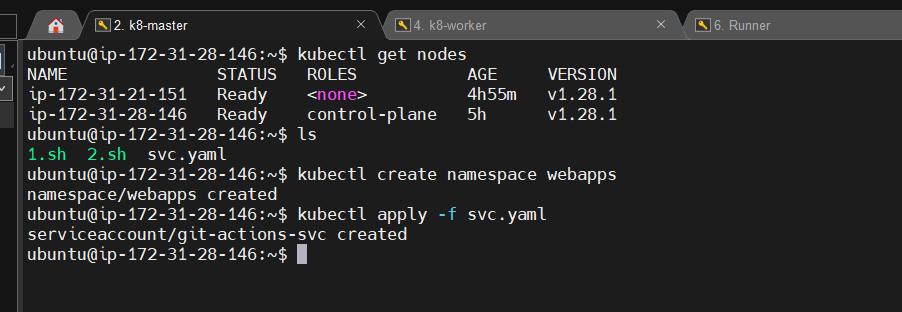 2. k8-master
4. k8-worker
6. Runner
ubuntu@ip-172-31-28-146:~$ kubectl get nodes
NAME STATUS ROLES AGE VERSION
ip-172-31-21-151 Ready <none> 4h55m v1.28.1
ip-172-31-28-146 Ready control-plane 5h v1.28.1
ubuntu@ip-172-31-28-146:~$ ls
1.sh 2.sh svc.yaml
ubuntu@ip-172-31-28-146:~$ kubectl create namespace webapps
namespace/webapps created
ubuntu@ip-172-31-28-146:~$ kubectl apply -f svc.yaml
serviceaccount/git-actions-svc created
ubuntu@ip-172-31-28-146:~$